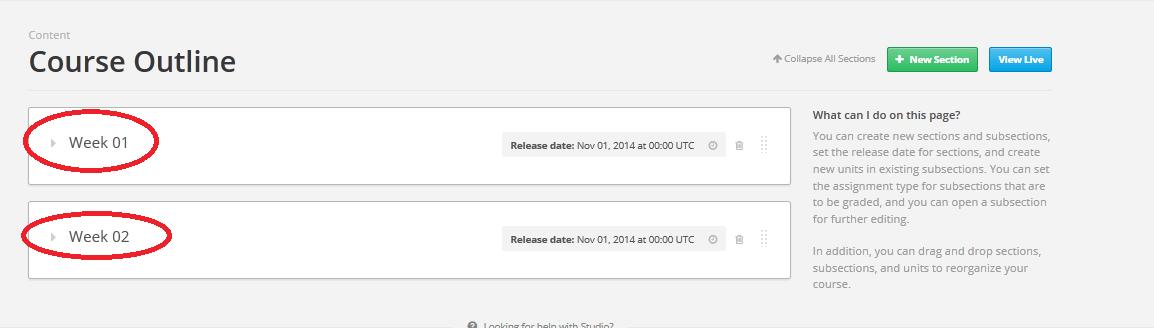 Content
Course Outline
Collapse All Sections
New Section
View Live
Week 01
Release date: Nov 01, 2014 at 00:00 UTC
Week 02
Release date: Nov 01, 2014 at 00:00 UTC
What can I do on this page?
You can create new sections and subsections,
set the release date for sections, and create
new units in existing subsections. You can set
the assignment type for subsections that are
to be graded, and you can open a subsection
for further editing.
In addition, you can drag and drop sections,
subsections, and units to reorganize your
course.
Looking for help with Studio?